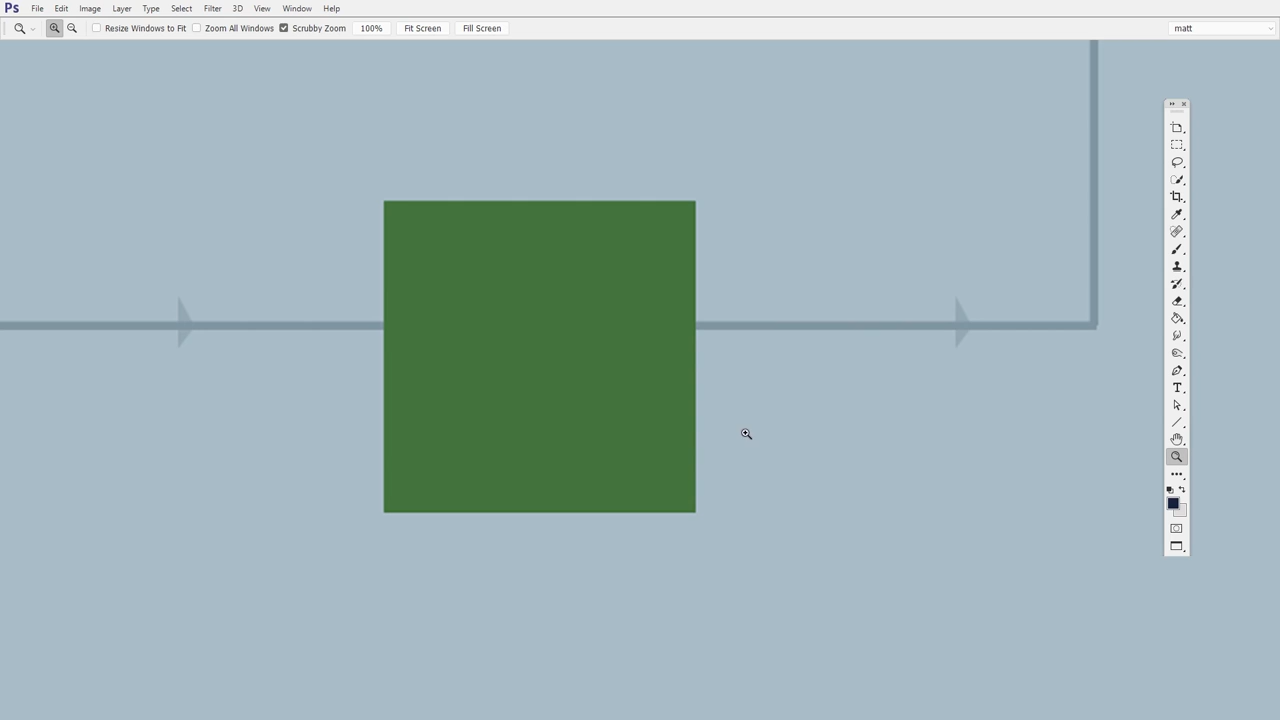 Ps File Edit Image Layer Type Select Filter 3D View Window Help
Resize Windows to Fit Zoom All Windows Scrubby Zoom 100% Fit Screen Fill Screen matt
T